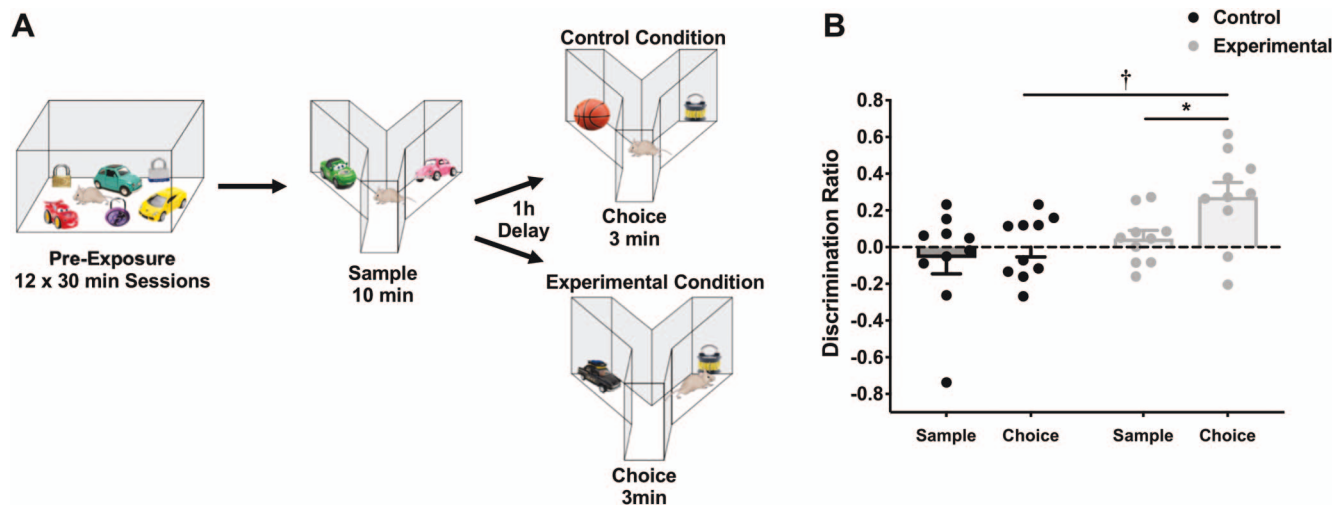 A
Pre-Exposure
12 x 30 min Sessions
Sample
10 min
1h
Delay
Control Condition
Choice
3 min
Experimental Condition
Choice
3min
B
Control
Experimental
†
*
Discrimination Ratio
0.8
0.6
0.4
0.2
0.0
-0.2
-0.4
-0.6
-0.8
Sample Choice Sample Choice